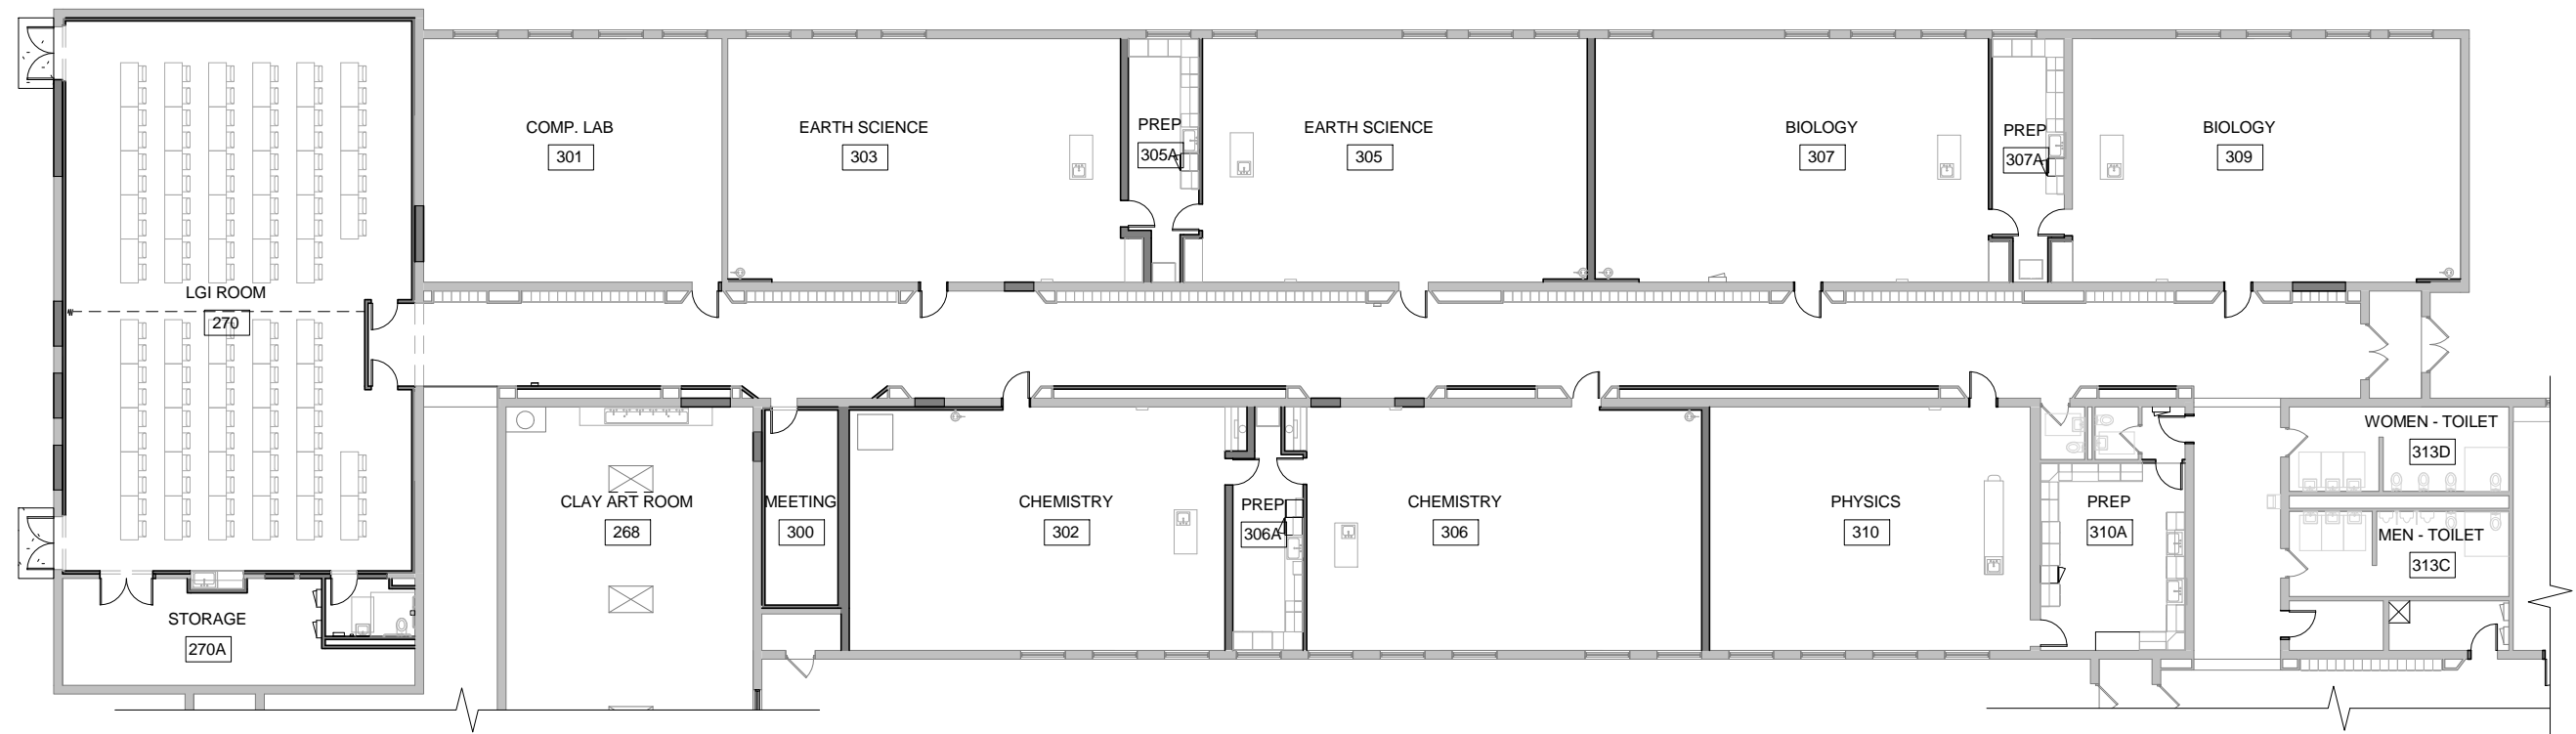 COMP. LAB
301
EARTH SCIENCE
303
PREP
305A
EARTH SCIENCE
305
BIOLOGY
307
PREP
307A
BIOLOGY
309
LGI ROOM
270
STORAGE
270A
CLAY ART ROOM
268
MEETING
300
CHEMISTRY
302
PREP
306A
CHEMISTRY
306
PHYSICS
310
PREP
310A
WOMEN - TOILET
313D
MEN - TOILET
313C